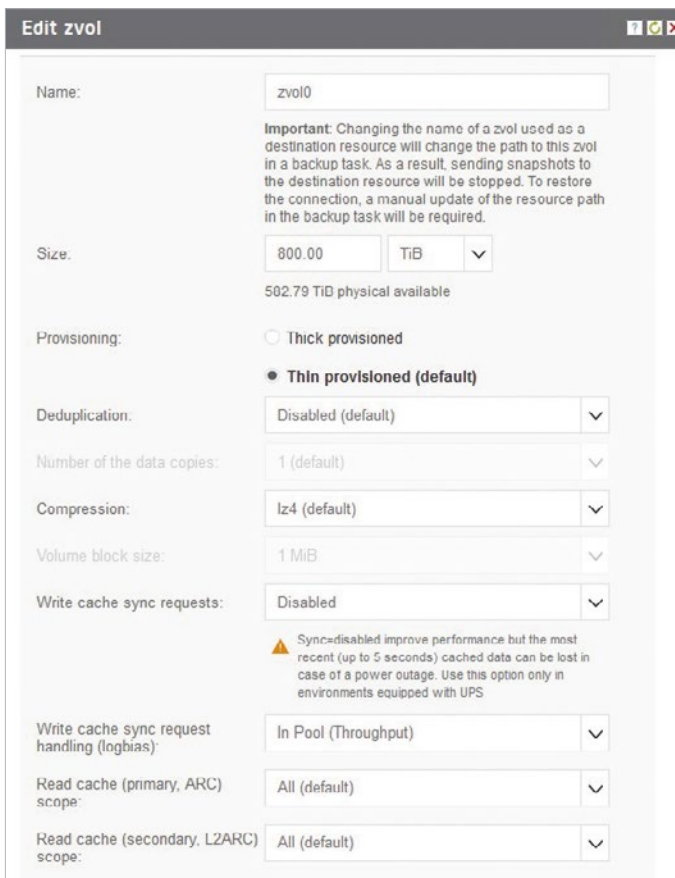 Edit zvol
?
Name:
zvol0
Important: Changing the name of a zvol used as a
destination resource will change the path to this zvol
in a backup task. As a result, sending snapshots to
the destination resource will be stopped. To restore
the connection, a manual update of the resource path
in the backup task will be required.
Size:
800.00
TiB
502.79 TiB physical available
Provisioning:
Thick provisioned
Thin provisioned (default)
Deduplication:
Disabled (default)
Number of the data copies:
1 (default)
Compression:
lz4 (default)
Volume block size:
1 MiB
Write cache sync requests:
Disabled
Sync=disabled improve performance but the most
recent (up to 5 seconds) cached data can be lost in
case of a power outage. Use this option only in
environments equipped with UPS
Write cache sync request
handling (logbias):
In Pool (Throughput)
Read cache (primary, ARC)
scope:
All (default)
Read cache (secondary, L2ARC)
scope:
All (default)